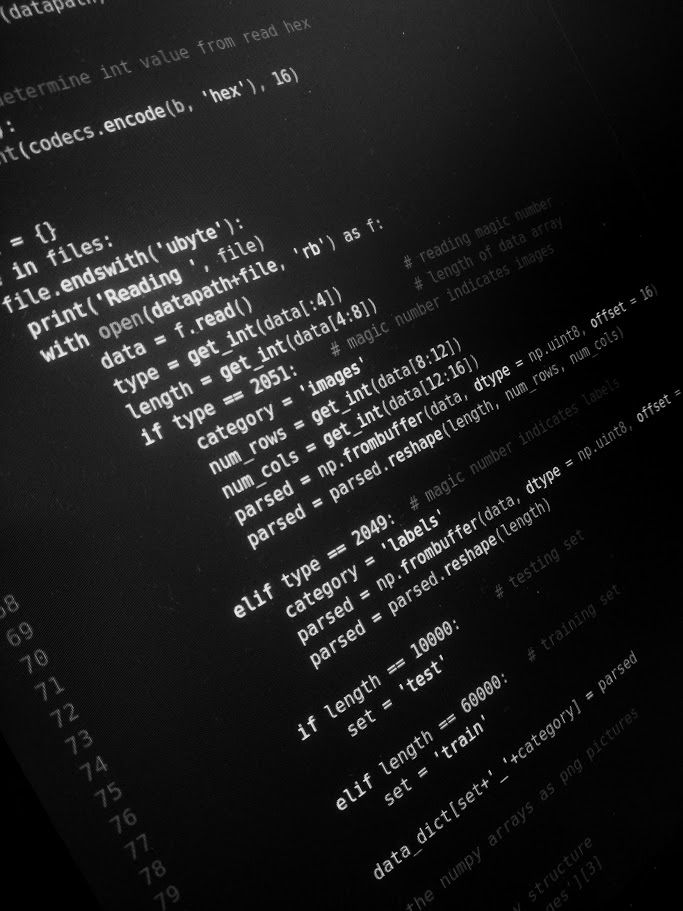 (datapath
determine int value from read hex
):
nt(codecs.encode(b, 'hex'), 16)
= {}
in files:
file.endswith('ubyte'):
print('Reading ', file)
with open(datapath+file, 'rb') as f:
data = f.read()
type = get_int(data[:4]) # reading magic number
length = get_int(data[4:8]) # length of data array
if type == 2051: # magic number indicates images
category = 'images'
num_rows = get_int(data[8:12])
num_cols = get_int(data[12:16])
parsed = np.frombuffer(data, dtype = np.uint8, offset = 16)
parsed = parsed.reshape(length, num_rows, num_cols)
elif type == 2049: # magic number indicates labels
category = 'labels'
parsed = np.frombuffer(data, dtype = np.uint8, offset =
parsed = parsed.reshape(length)
68
69 if length == 10000: # testing set
70 set = 'test'
71
72 elif length == 60000: # training set
73 set = 'train'
74
75 data_dict[set+'_'+category] = parsed
76
77 the numpy arrays as png pictures
78 structure
79 ges'][3]